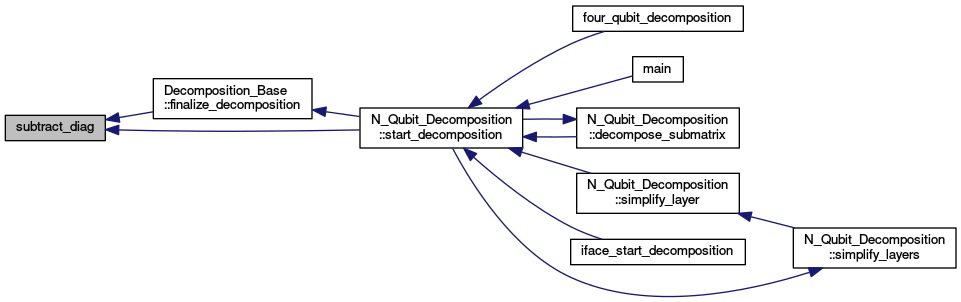 subtract_diag
Decomposition_Base
::finalize_decomposition
N_Qubit_Decomposition
::start_decomposition
four_qubit_decomposition
main
N_Qubit_Decomposition
::decompose_submatrix
N_Qubit_Decomposition
::simplify_layer
iface_start_decomposition
N_Qubit_Decomposition
::simplify_layers